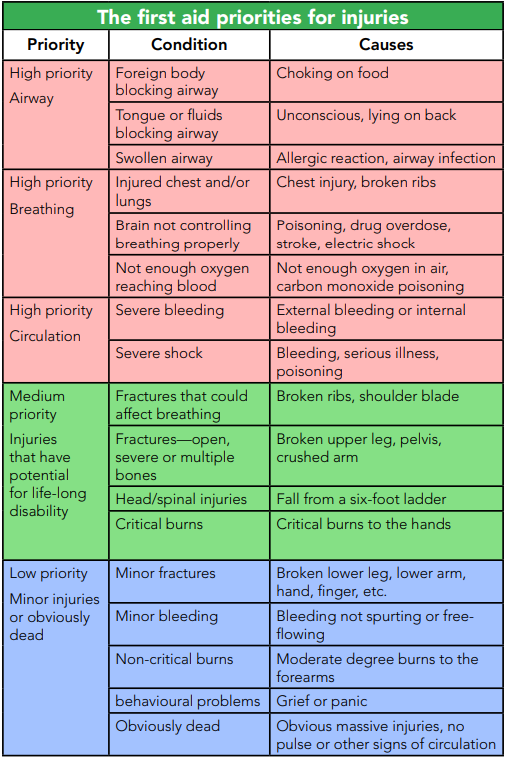 The first aid priorities for injuries
Priority
Condition
Causes
High priority
Airway
Foreign body
blocking airway
Choking on food
Tongue or fluids
blocking airway
Unconscious, lying on back
Swollen airway
Allergic reaction, airway infection
High priority
Breathing
Injured chest and/or
lungs
Chest injury, broken ribs
Brain not controlling
breathing properly
Poisoning, drug overdose,
stroke, electric shock
Not enough oxygen
reaching blood
Not enough oxygen in air,
carbon monoxide poisoning
High priority
Circulation
Severe bleeding
External bleeding or internal
bleeding
Severe shock
Bleeding, serious illness,
poisoning
Medium
priority
Injuries
that have
potential
for life-long
disability
Fractures that could
affect breathing
Broken ribs, shoulder blade
Fractures—open,
severe or multiple
bones
Broken upper leg, pelvis,
crushed arm
Head/spinal injuries
Fall from a six-foot ladder
Critical burns
Critical burns to the hands
Low priority
Minor injuries
or obviously
dead
Minor fractures
Broken lower leg, lower arm,
hand, finger, etc.
Minor bleeding
Bleeding not spurting or free-
flowing
Non-critical burns
Moderate degree burns to the
forearms
behavioural problems
Grief or panic
Obviously dead
Obvious massive injuries, no
pulse or other signs of circulation